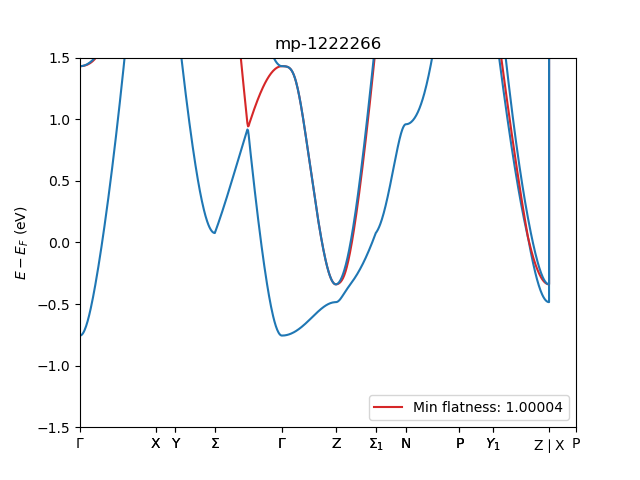 mp-1222266
1.5
1.0
0.5
0.0
−0.5
−1.0
−1.5
E − E_F (eV)
Min flatness: 1.00004
Γ X Y Σ Γ Z Σ₁ N P Y₁ Z | X P